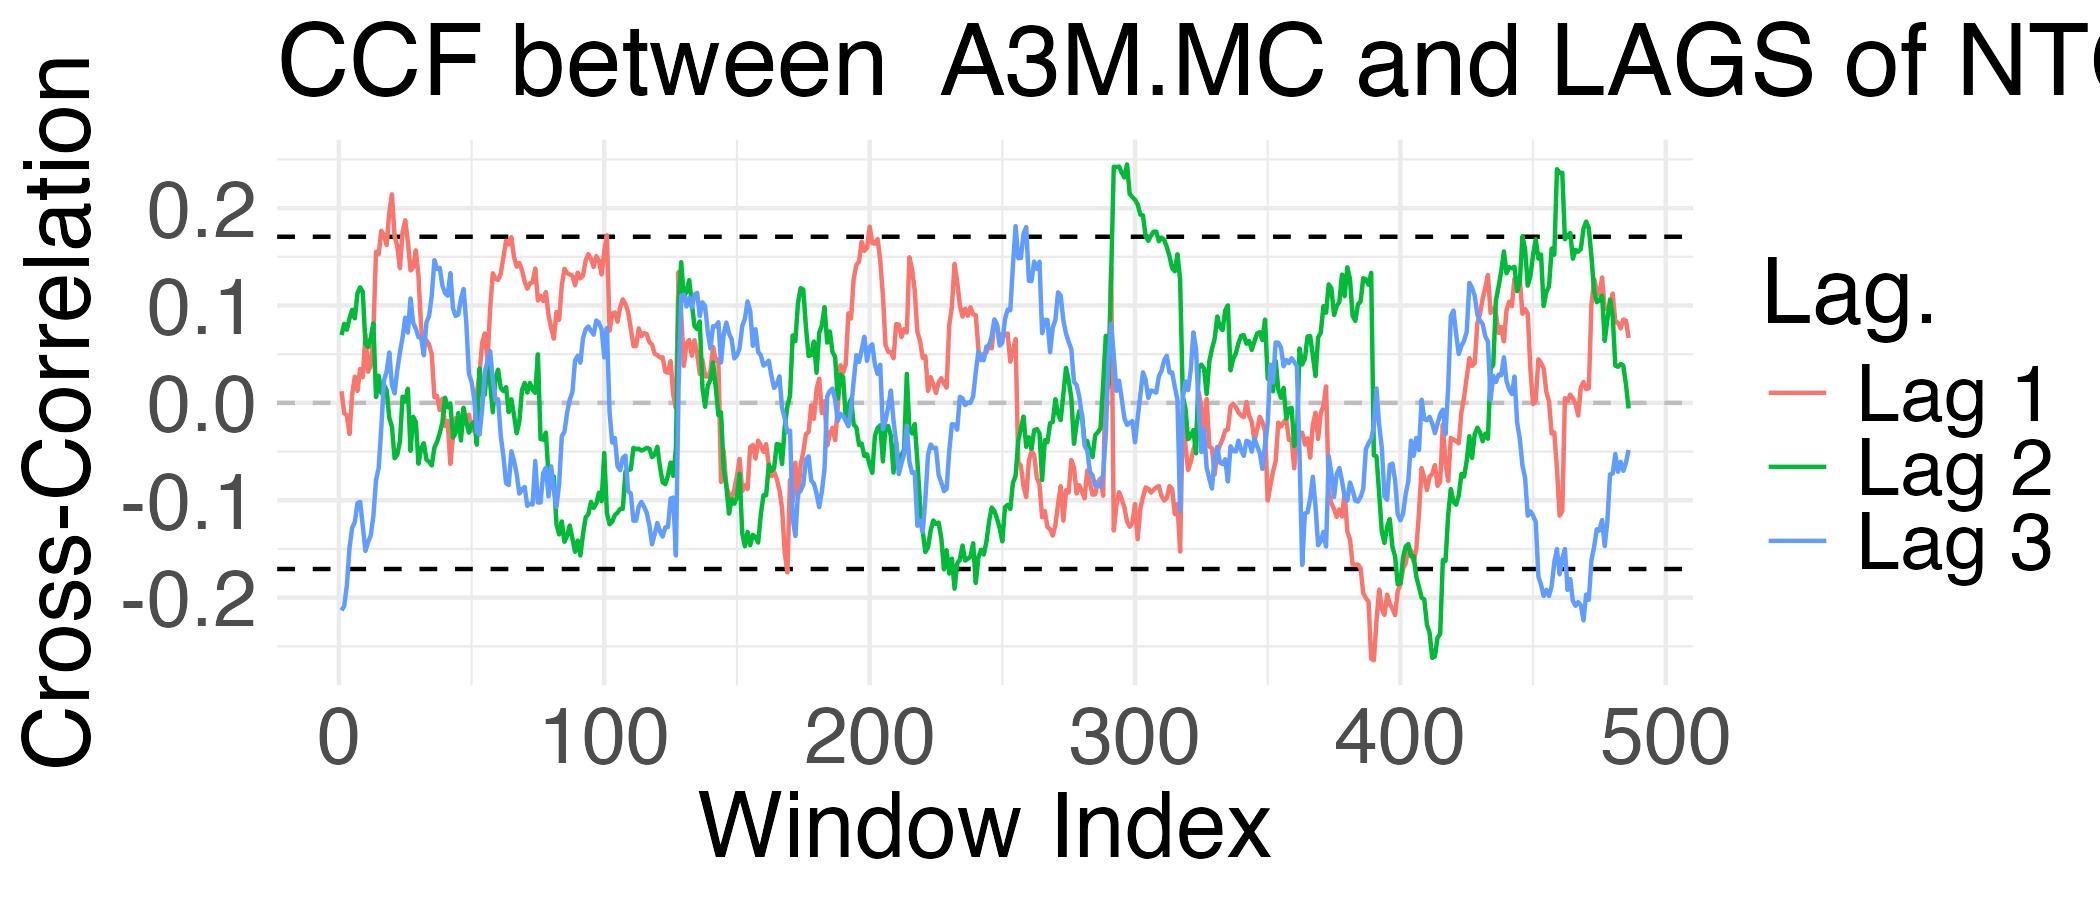 CCF between  A3M.MC and LAGS of NTC
Cross-Correlation
0.2
0.1
0.0
-0.1
-0.2
0
100
200
300
400
500
Window Index
Lag.
Lag 1
Lag 2
Lag 3